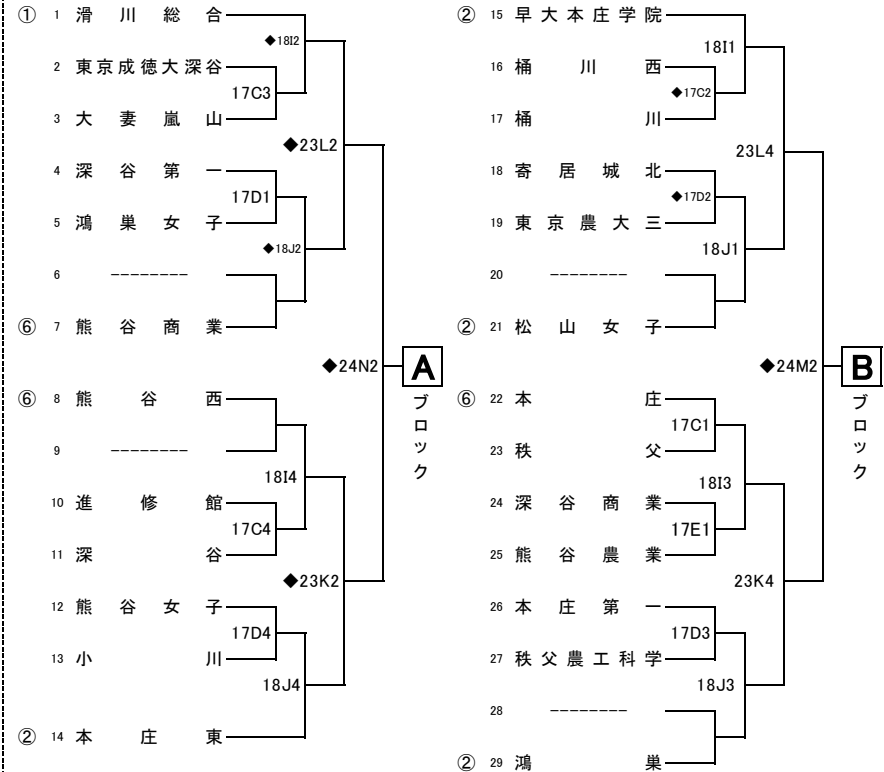 ① 1 滑川総合
◆18I2
2 東京成徳大深谷
17C3
3 大妻嵐山
◆23L2
4 深谷第一
17D1
5 鴻巣女子
◆18J2
6 --------
⑥ 7 熊谷商業
◆24N2
A
ブロック
⑥ 8 熊谷西
9 --------
18I4
10 進修館
17C4
11 深谷
◆23K2
12 熊谷女子
17D4
13 小川
18J4
② 14 本庄東
② 15 早大本庄学院
18I1
16 桶川西
◆17C2
17 桶川
23L4
18 寄居城北
◆17D2
19 東京農大三
18J1
20 --------
② 21 松山女子
◆24M2
B
ブロック
⑥ 22 本庄
17C1
23 秩父
18I3
24 深谷商業
17E1
25 熊谷農業
23K4
26 本庄第一
17D3
27 秩父農工科学
18J3
28 --------
② 29 鴻巣